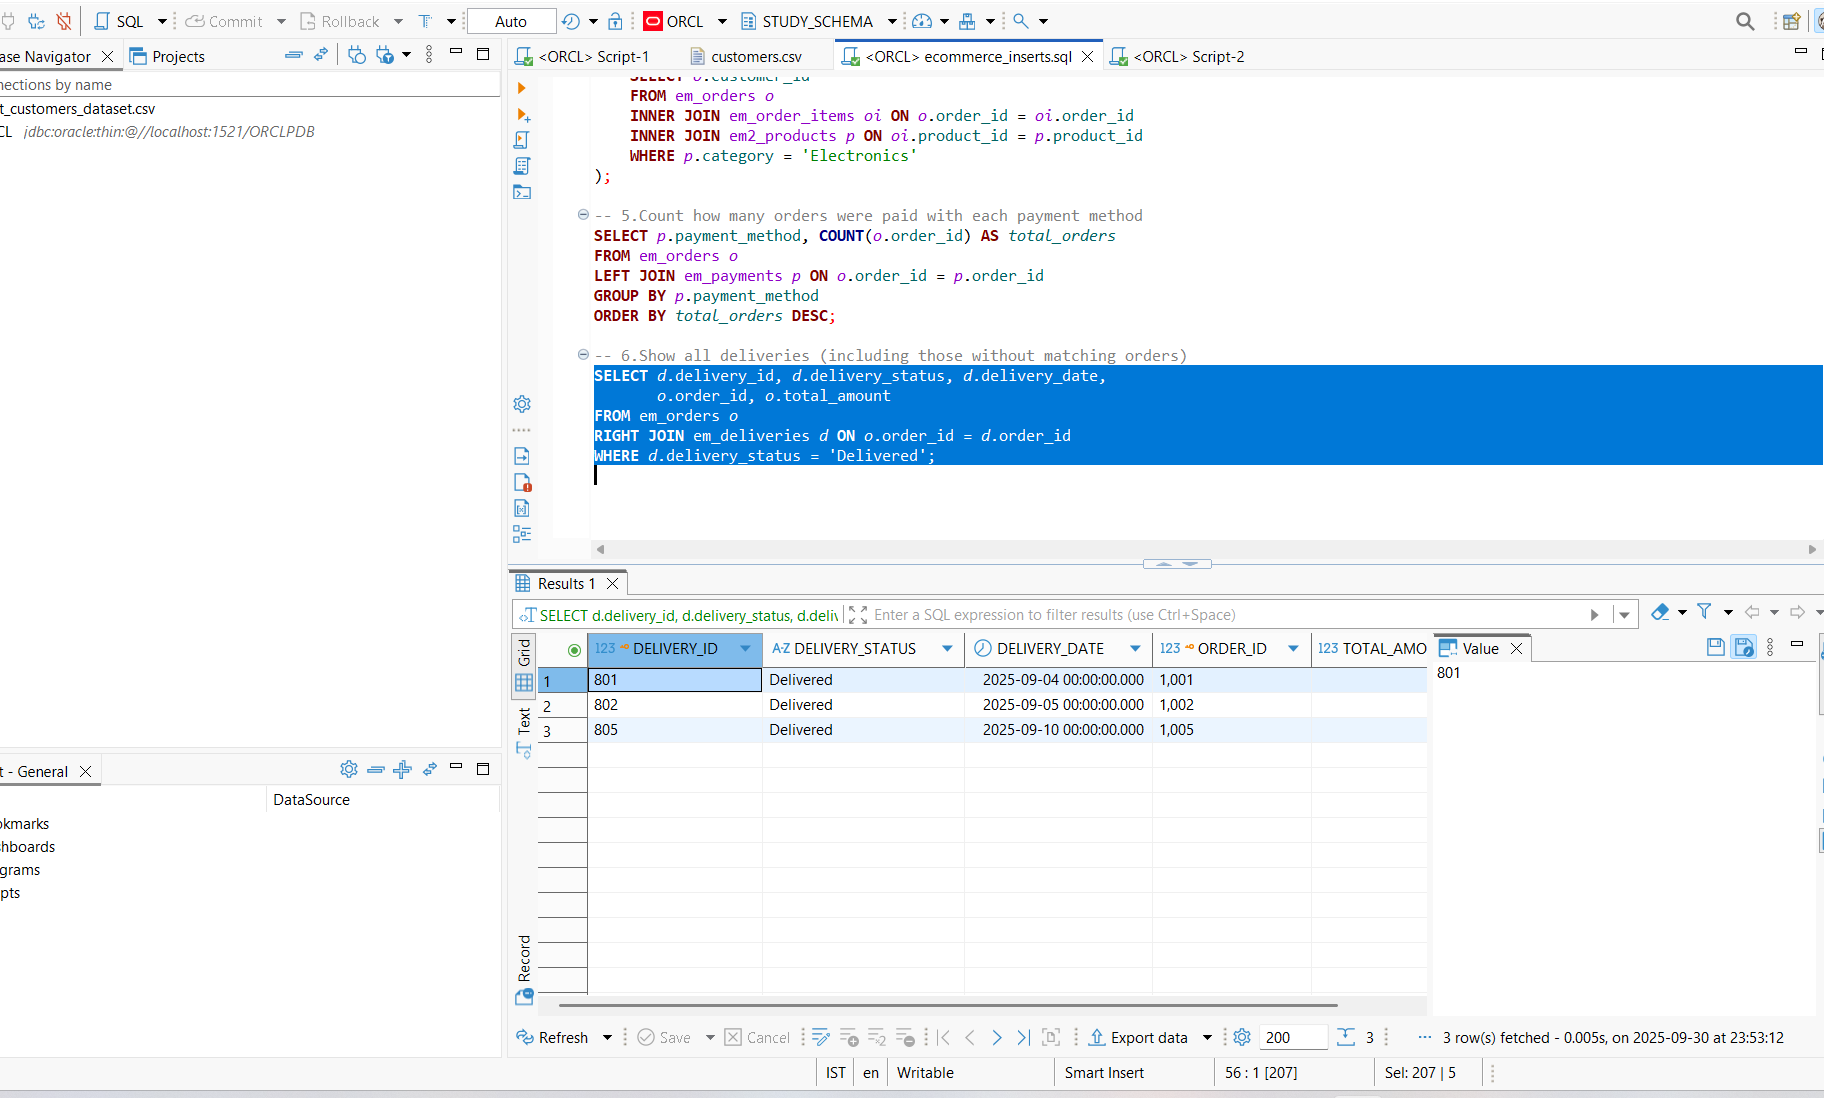 SQL Commit Rollback Auto ORCL STUDY_SCHEMA
ase Navigator Projects <ORCL> Script-1 customers.csv <ORCL> ecommerce_inserts.sql <ORCL> Script-2
nections by name
t_customers_dataset.csv
CL jdbc:oracle:thin:@//localhost:1521/ORCLPDB
SELECT o.customer_id
FROM em_orders o
INNER JOIN em_order_items oi ON o.order_id = oi.order_id
INNER JOIN em2_products p ON oi.product_id = p.product_id
WHERE p.category = 'Electronics'
);
-- 5.Count how many orders were paid with each payment method
SELECT p.payment_method, COUNT(o.order_id) AS total_orders
FROM em_orders o
LEFT JOIN em_payments p ON o.order_id = p.order_id
GROUP BY p.payment_method
ORDER BY total_orders DESC;
-- 6.Show all deliveries (including those without matching orders)
SELECT d.delivery_id, d.delivery_status, d.delivery_date,
o.order_id, o.total_amount
FROM em_orders o
RIGHT JOIN em_deliveries d ON o.order_id = d.order_id
WHERE d.delivery_status = 'Delivered';
Results 1
SELECT d.delivery_id, d.delivery_status, d.deliv Enter a SQL expression to filter results (use Ctrl+Space)
Grid
Text
Record
123 DELIVERY_ID A-Z DELIVERY_STATUS DELIVERY_DATE 123 ORDER_ID 123 TOTAL_AMO
1 801 Delivered 2025-09-04 00:00:00.000 1,001
2 802 Delivered 2025-09-05 00:00:00.000 1,002
3 805 Delivered 2025-09-10 00:00:00.000 1,005
Value
801
t - General
DataSource
okmarks
shboards
grams
pts
Refresh Save Cancel Export data 200 3 ... 3 row(s) fetched - 0.005s, on 2025-09-30 at 23:53:12
IST en Writable Smart Insert 56 : 1 [207] Sel: 207 | 5